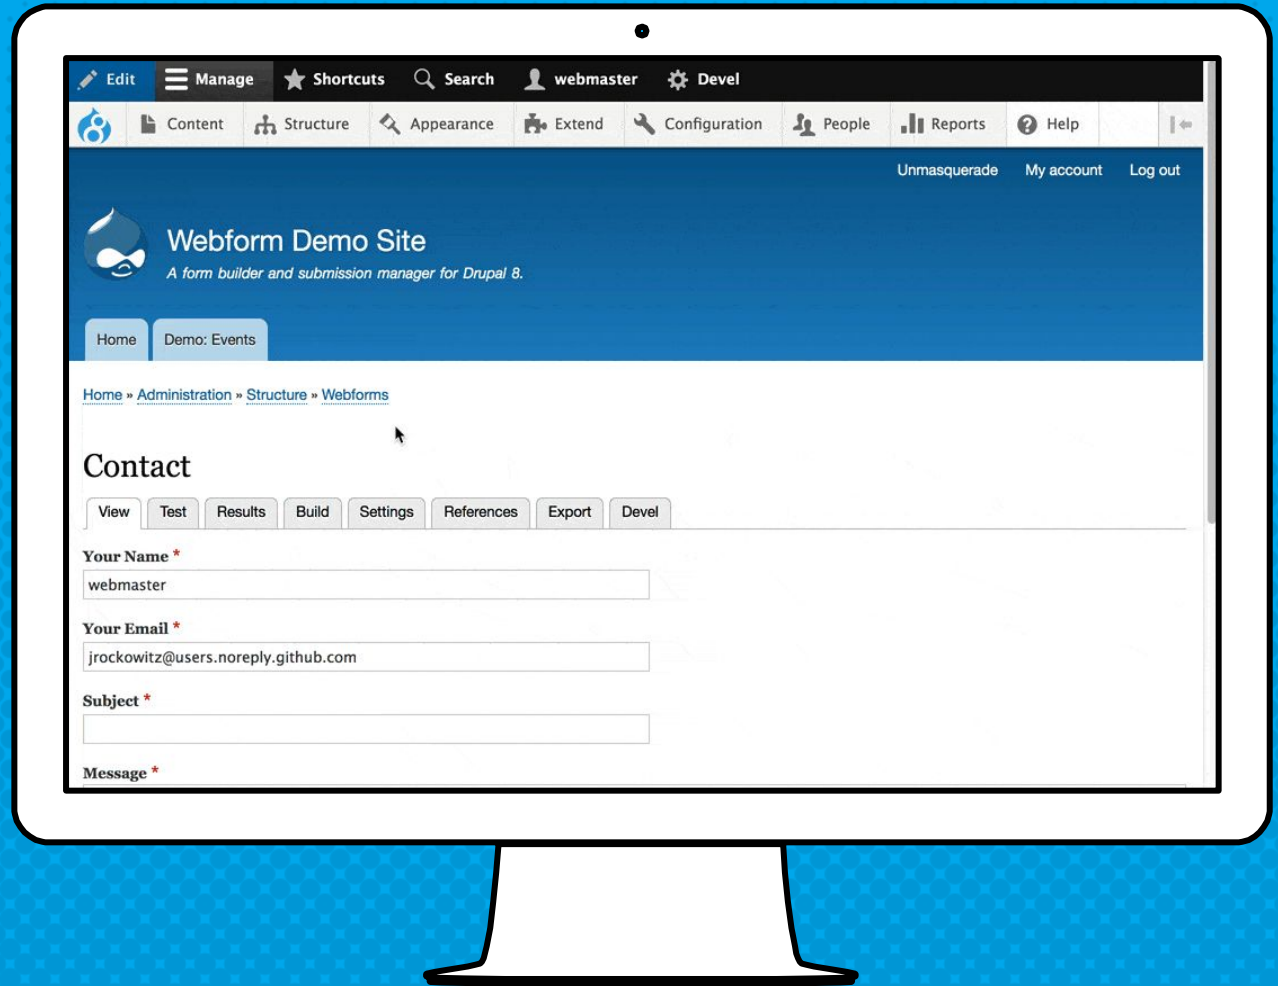 Edit Manage Shortcuts Search webmaster Devel
Content Structure Appearance Extend Configuration People Reports Help
Unmasquerade My account Log out
Webform Demo Site
A form builder and submission manager for Drupal 8.
Home Demo: Events
Home » Administration » Structure » Webforms
Contact
View Test Results Build Settings References Export Devel
Your Name *
webmaster
Your Email *
jrockowitz@users.noreply.github.com
Subject *
Message *